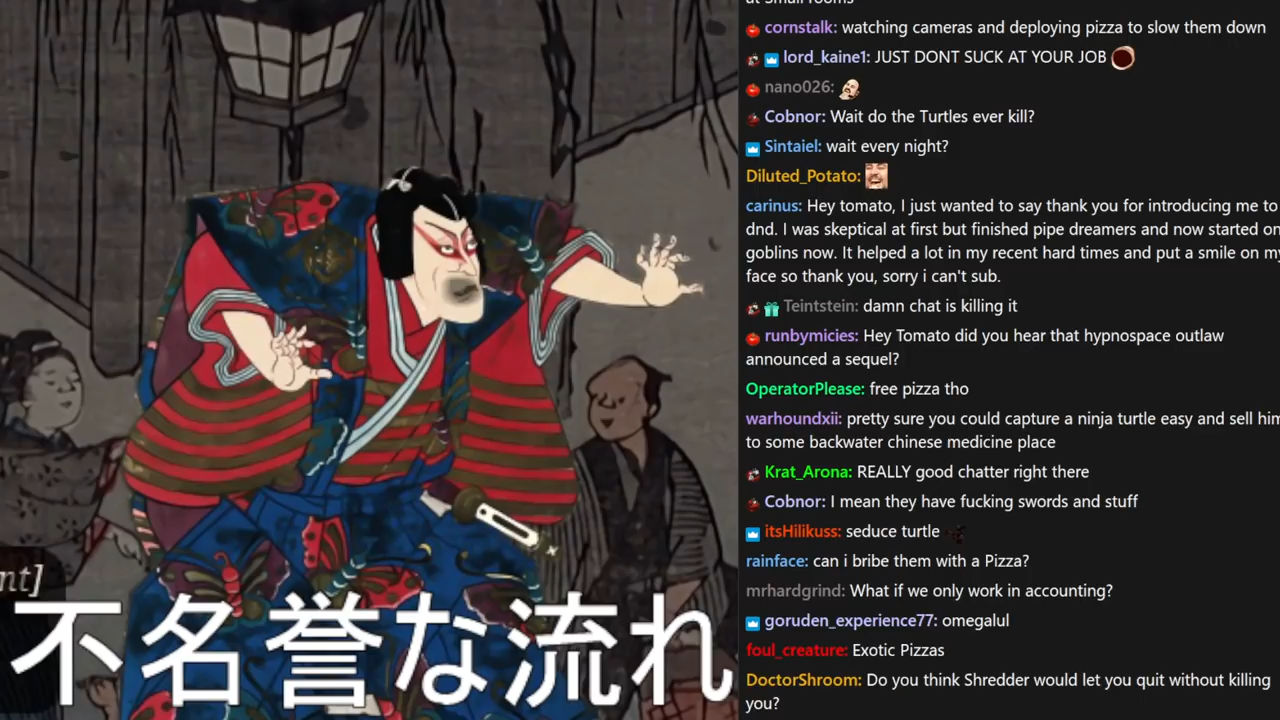 nt]
不名誉な流れ
at Small rooms
cornstalk: watching cameras and deploying pizza to slow them down
lord_kaine1: JUST DONT SUCK AT YOUR JOB
nano026:
Cobnor: Wait do the Turtles ever kill?
Sintaiel: wait every night?
Diluted_Potato:
carinus: Hey tomato, I just wanted to say thank you for introducing me to
dnd. I was skeptical at first but finished pipe dreamers and now started on
goblins now. It helped a lot in my recent hard times and put a smile on my
face so thank you, sorry i can't sub.
Teintstein: damn chat is killing it
runbymicies: Hey Tomato did you hear that hypnospace outlaw
announced a sequel?
OperatorPlease: free pizza tho
warhoundxii: pretty sure you could capture a ninja turtle easy and sell him
to some backwater chinese medicine place
Krat_Arona: REALLY good chatter right there
Cobnor: I mean they have fucking swords and stuff
itsHilikuss: seduce turtle
rainface: can i bribe them with a Pizza?
mrhardgrind: What if we only work in accounting?
goruden_experience77: omegalul
foul_creature: Exotic Pizzas
DoctorShroom: Do you think Shredder would let you quit without killing
you?